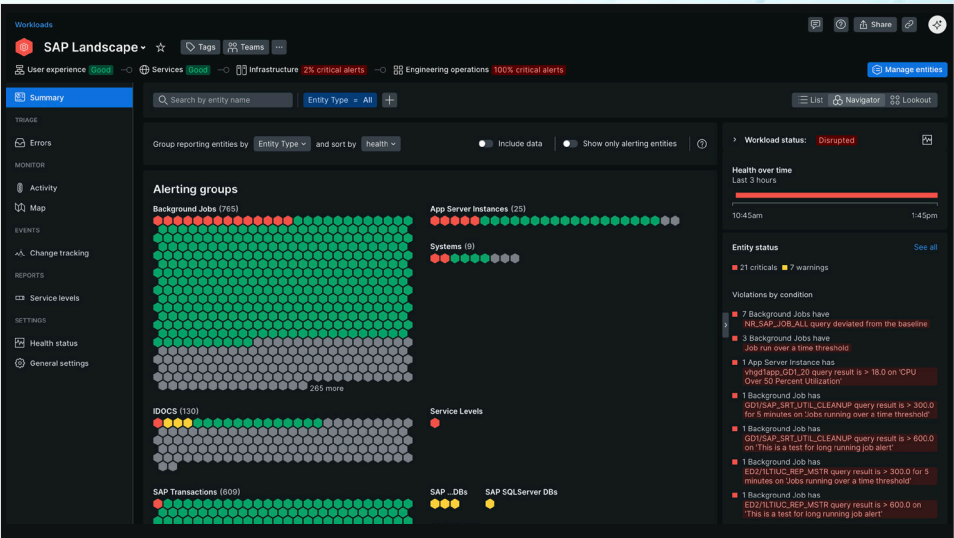 Workloads
Share
SAP Landscape
Tags
Teams
...
User experience Good
Services Good
Infrastructure 2% critical alerts
Engineering operations 100% critical alerts
Manage entities
Summary
TRIAGE
Errors
MONITOR
Activity
Map
EVENTS
Change tracking
REPORTS
Service levels
SETTINGS
Health status
General settings
Search by entity name
Entity Type = All
+
List
Navigator
Lookout
Group reporting entities by Entity Type and sort by health
Include data
Show only alerting entities
Alerting groups
Background Jobs (765)
265 more
App Server Instances (25)
Systems (9)
IDOCS (130)
Service Levels
SAP Transactions (609)
SAP ...DBs
SAP SQLServer DBs
Workload status: Disrupted
Health over time
Last 3 hours
10:45am
1:45pm
Entity status
See all
21 criticals
7 warnings
Violations by condition
7 Background Jobs have
NR_SAP_JOB_ALL query deviated from the baseline
3 Background Jobs have
Job run over a time threshold
1 App Server Instance has
vhgd1app_GD1_20 query result is > 18.0 on 'CPU
Over 50 Percent Utilization'
1 Background Job has
GD1/SAP_SRT_UTIL_CLEANUP query result is > 300.0
for 5 minutes on 'Jobs running over a time threshold'
1 Background Job has
GD1/SAP_SRT_UTIL_CLEANUP query result is > 600.0
on 'This is a test for long running job alert'
1 Background Job has
ED2/1LTIUC_REP_MSTR query result is > 300.0 for 5
minutes on 'Jobs running over a time threshold'
1 Background Job has
ED2/1LTIUC_REP_MSTR query result is > 600.0 on
'This is a test for long running job alert'